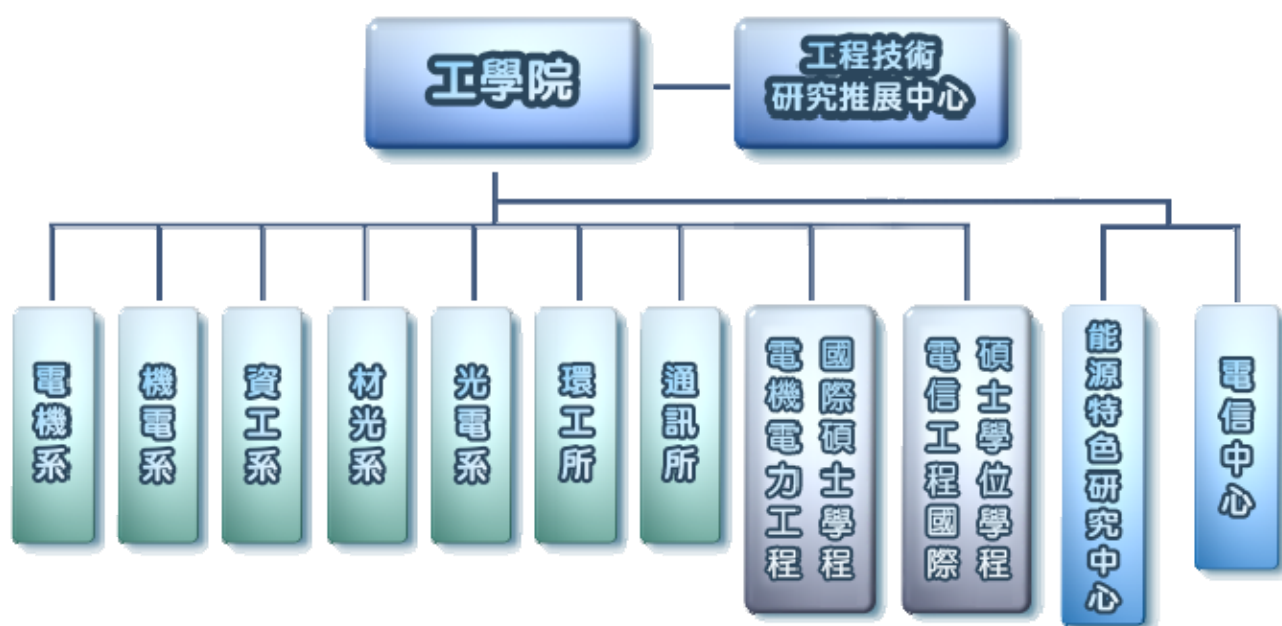 工學院
工程技術
研究推展中心
電機系
機電系
資工系
材光系
光電系
環工所
通訊所
電機電力工程
國際碩士學程
電信工程國際
碩士學位學程
能源特色研究中心
電信中心